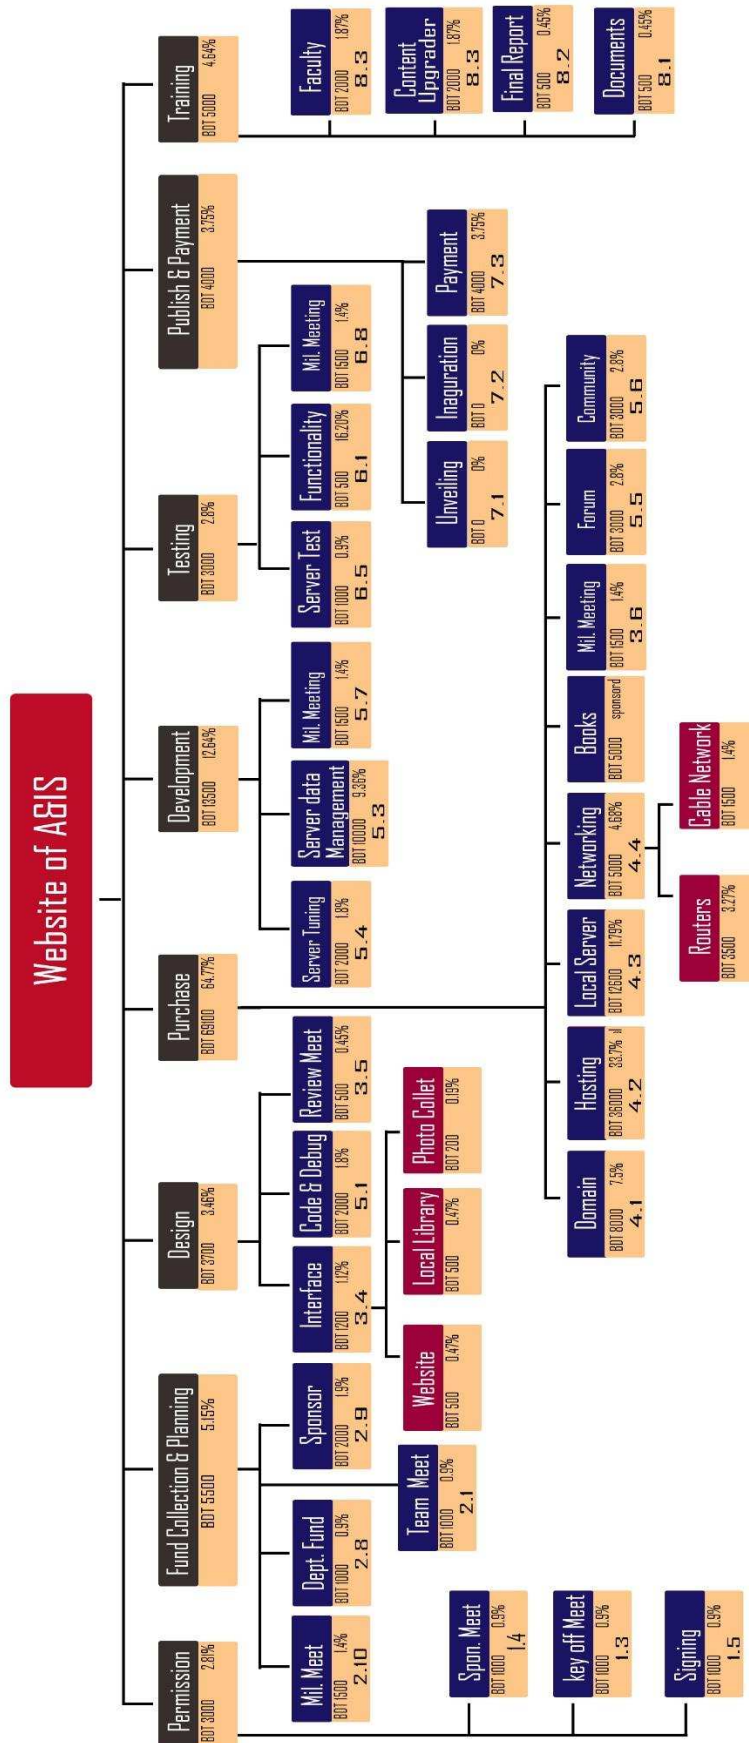 Website of A&IS
Permission
BDT 3000 2.81%
Fund Collection & Planning
BDT 5500 5.15%
Design
BDT 3700 3.46%
Purchase
BDT 69100 64.77%
Development
BDT 13500 12.64%
Testing
BDT 3000 2.8%
Publish & Payment
BDT 4000 3.75%
Training
BDT 5000 4.64%
Spon. Meet
BDT 1000 0.9%
1.4
key off Meet
BDT 1000 0.9%
1.3
Signing
BDT 1000 0.9%
1.5
Mil. Meet
BDT 1500 1.4%
2.10
Dept. Fund
BDT 1000 0.9%
2.8
Team Meet
BDT 1000 0.9%
2.1
Sponsor
BDT 2000 1.9%
2.9
Interface
BDT 1200 1.12%
3.4
Code & Debug
BDT 2000 1.8%
5.1
Review Meet
BDT 500 0.45%
3.5
Website
BDT 500 0.47%
Local Library
BDT 500 0.47%
Photo Collet
BDT 200 0.19%
Domain
BDT 8000 7.5%
4.1
Hosting
BDT 36000 33.7%
4.2
Local Server
BDT 12600 11.79%
4.3
Networking
BDT 5000 4.68%
4.4
Books
BDT 5000 sponsord
Mil. Meeting
BDT 1500 1.4%
3.6
Forum
BDT 3000 2.8%
5.5
Community
BDT 3000 2.8%
5.6
Routers
BDT 3500 3.27%
Cable Network
BDT 1500 1.4%
Server Tuning
BDT 2000 1.8%
5.4
Server data
Management
BDT 10000 9.36%
5.3
Mil. Meeting
BDT 1500 1.4%
5.7
Server Test
BDT 1000 0.9%
6.5
Functionality
BDT 500 16.20%
6.1
Mil. Meeting
BDT 1500 1.4%
6.8
Unveiling
BDT 0 0%
7.1
Inaguration
BDT 0 0%
7.2
Payment
BDT 4000 3.75%
7.3
Faculty
BDT 2000 1.87%
8.3
Content
Upgrader
BDT 2000 1.87%
8.3
Final Report
BDT 500 0.45%
8.2
Documents
BDT 500 0.45%
8.1